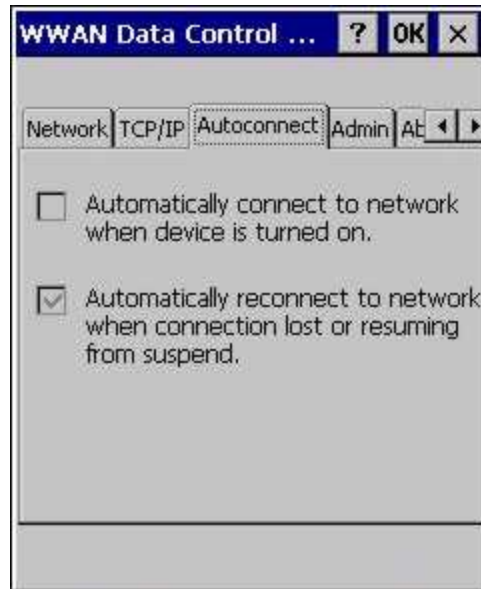 WWAN Data Control ... ? OK ×
Network TCP/IP Autoconnect Admin
Automatically connect to network
when device is turned on.
Automatically reconnect to network
when connection lost or resuming
from suspend.